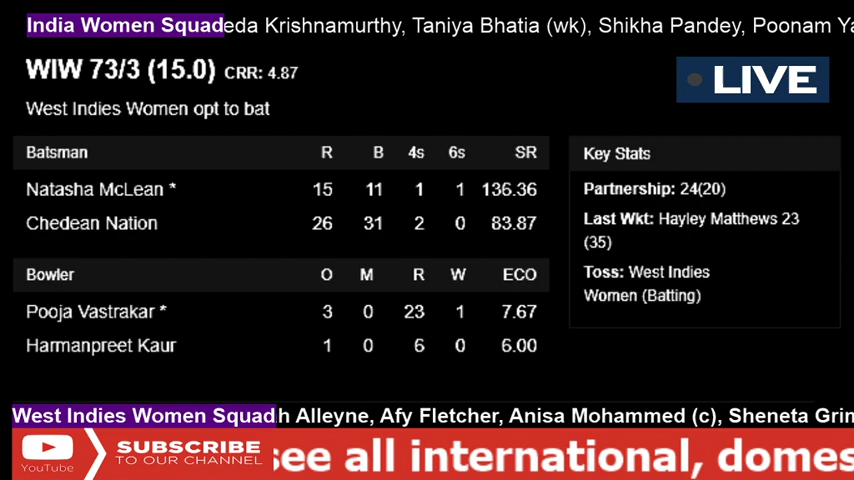 India Women Squad eda Krishnamurthy, Taniya Bhatia (wk), Shikha Pandey, Poonam Ya
WIW 73/3 (15.0) CRR: 4.87
LIVE
West Indies Women opt to bat
Batsman R B 4s 6s SR
Natasha McLean * 15 11 1 1 136.36
Chedean Nation 26 31 2 0 83.87
Bowler O M R W ECO
Pooja Vastrakar * 3 0 23 1 7.67
Harmanpreet Kaur 1 0 6 0 6.00
Key Stats
Partnership: 24(20)
Last Wkt: Hayley Matthews 23
(35)
Toss: West Indies
Women (Batting)
West Indies Women Squad h Alleyne, Afy Fletcher, Anisa Mohammed (c), Sheneta Grim
YouTube
SUBSCRIBE
TO OUR CHANNEL
see all international, domes